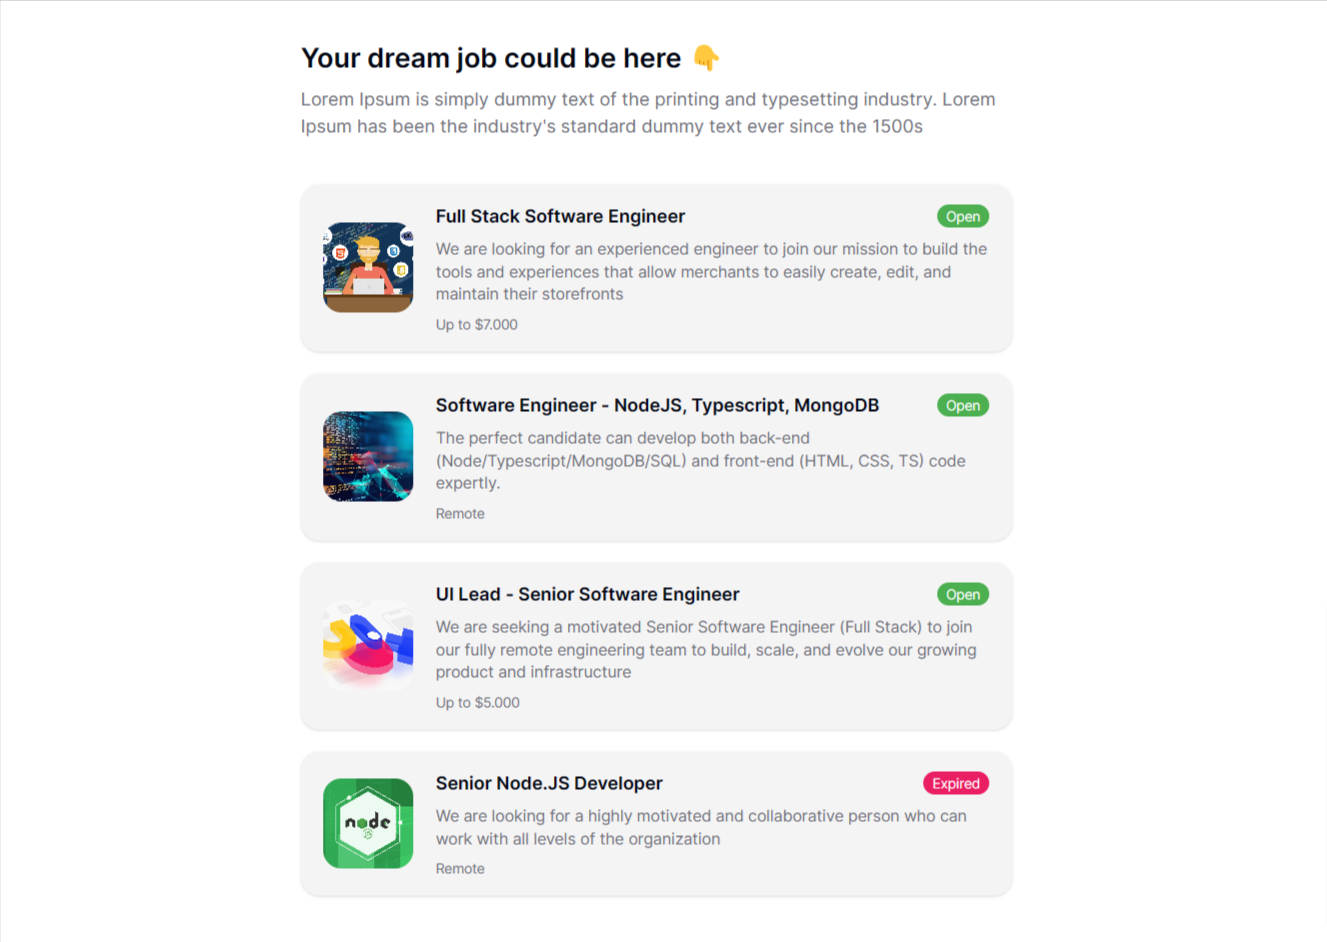 Your dream job could be here 👇
Lorem Ipsum is simply dummy text of the printing and typesetting industry. Lorem
Ipsum has been the industry's standard dummy text ever since the 1500s
Full Stack Software Engineer
Open
We are looking for an experienced engineer to join our mission to build the
tools and experiences that allow merchants to easily create, edit, and
maintain their storefronts
Up to $7.000
Software Engineer - NodeJS, Typescript, MongoDB
Open
The perfect candidate can develop both back-end
(Node/Typescript/MongoDB/SQL) and front-end (HTML, CSS, TS) code
expertly.
Remote
UI Lead - Senior Software Engineer
Open
We are seeking a motivated Senior Software Engineer (Full Stack) to join
our fully remote engineering team to build, scale, and evolve our growing
product and infrastructure
Up to $5.000
node
Senior Node.JS Developer
Expired
We are looking for a highly motivated and collaborative person who can
work with all levels of the organization
Remote